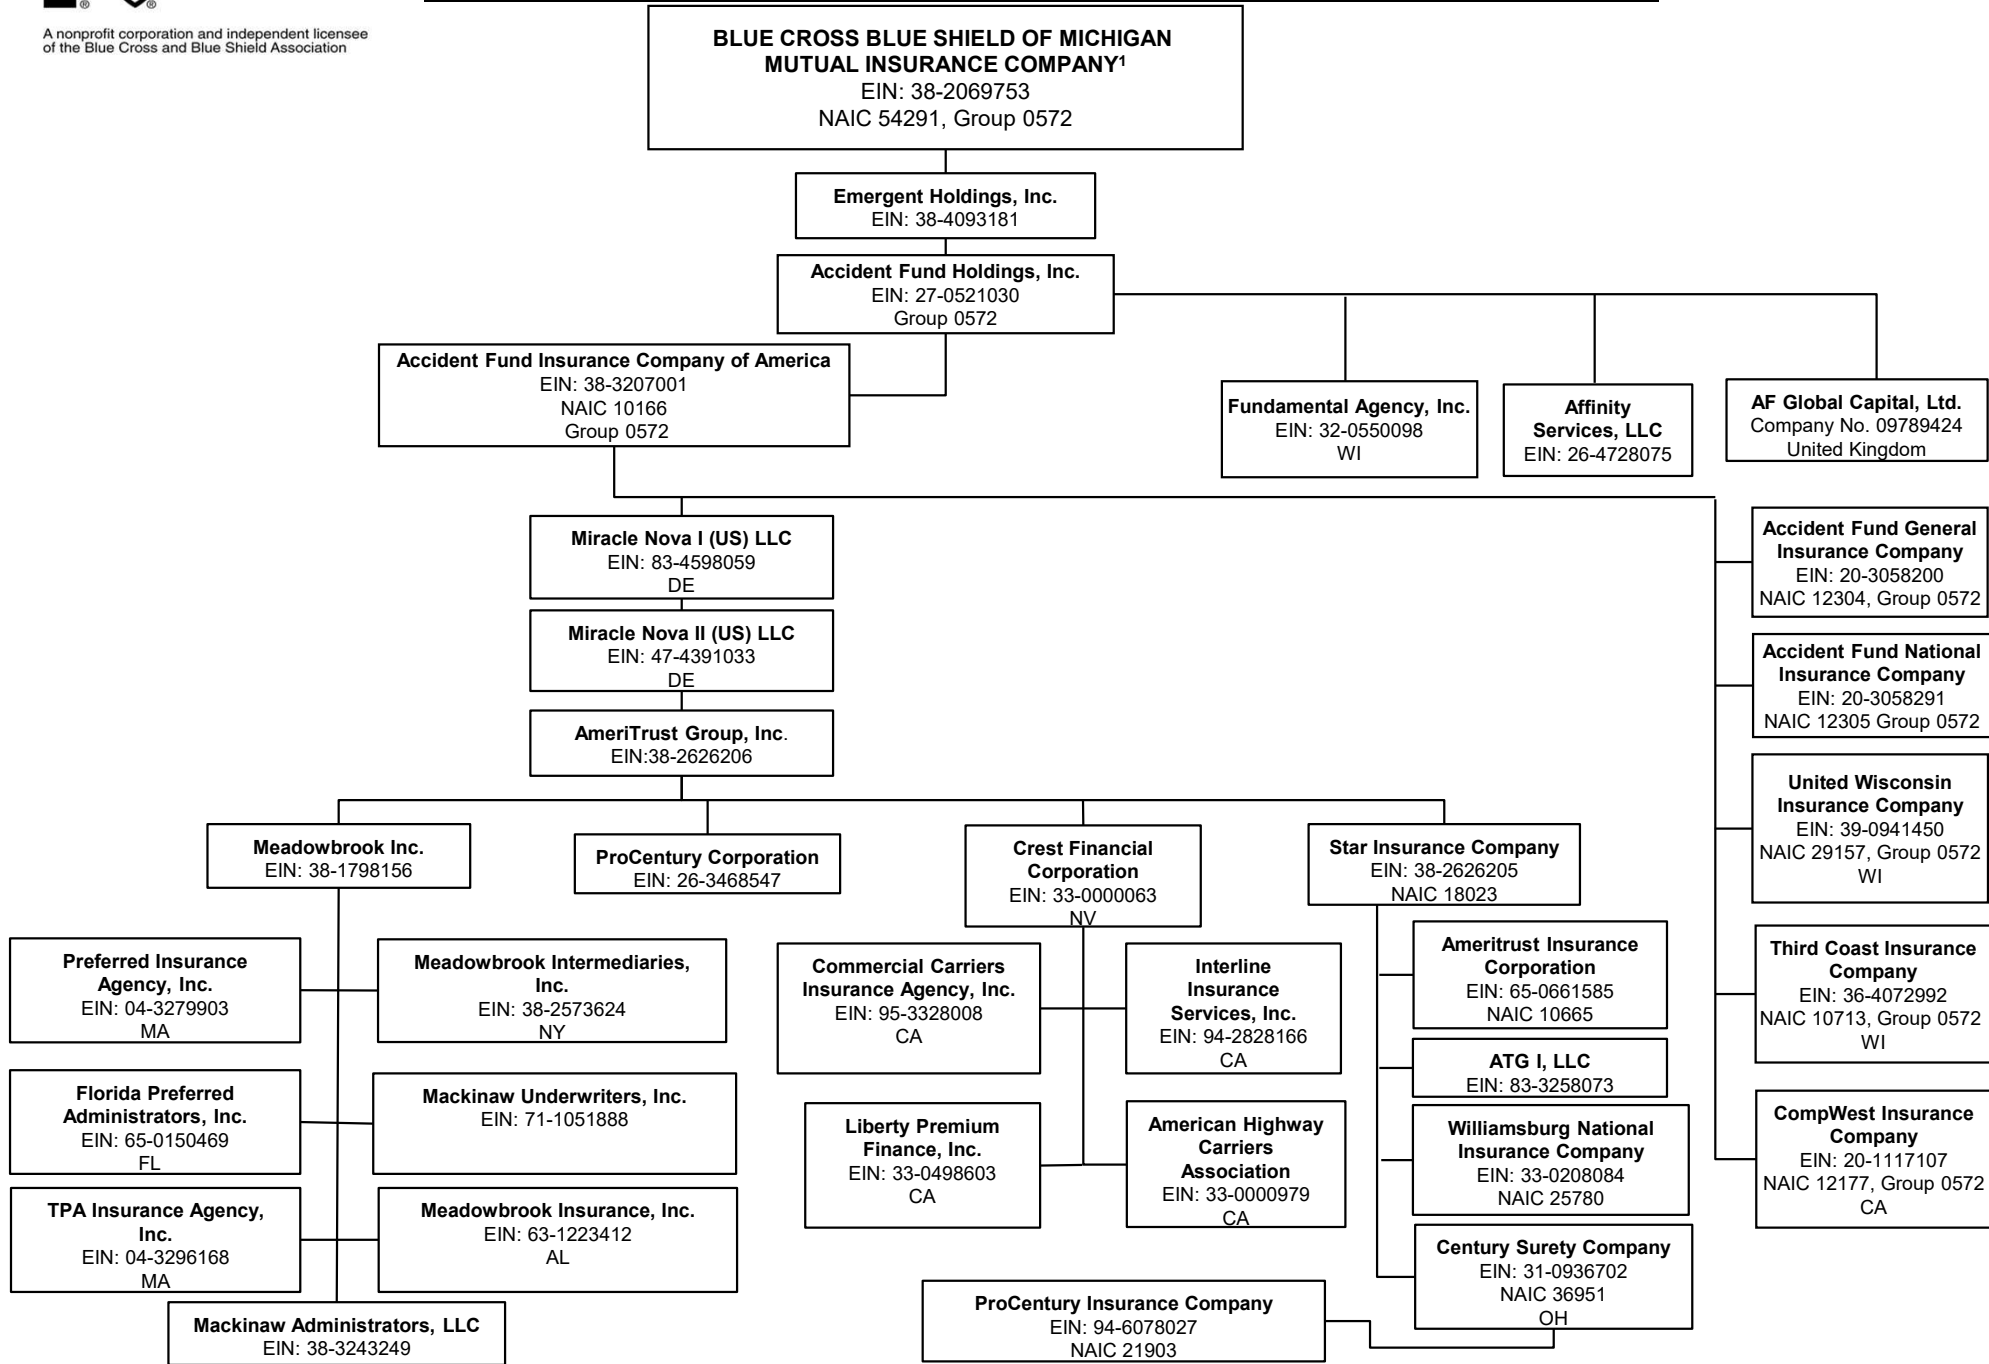 ®
®
A nonprofit corporation and independent licensee
of the Blue Cross and Blue Shield Association
BLUE CROSS BLUE SHIELD OF MICHIGAN
MUTUAL INSURANCE COMPANY¹
EIN: 38-2069753
NAIC 54291, Group 0572
Emergent Holdings, Inc.
EIN: 38-4093181
Accident Fund Holdings, Inc.
EIN: 27-0521030
Group 0572
Accident Fund Insurance Company of America
EIN: 38-3207001
NAIC 10166
Group 0572
Fundamental Agency, Inc.
EIN: 32-0550098
WI
Affinity
Services, LLC
EIN: 26-4728075
AF Global Capital, Ltd.
Company No. 09789424
United Kingdom
Miracle Nova I (US) LLC
EIN: 83-4598059
DE
Miracle Nova II (US) LLC
EIN: 47-4391033
DE
AmeriTrust Group, Inc.
EIN:38-2626206
Accident Fund General
Insurance Company
EIN: 20-3058200
NAIC 12304, Group 0572
Accident Fund National
Insurance Company
EIN: 20-3058291
NAIC 12305 Group 0572
United Wisconsin
Insurance Company
EIN: 39-0941450
NAIC 29157, Group 0572
WI
Third Coast Insurance
Company
EIN: 36-4072992
NAIC 10713, Group 0572
WI
CompWest Insurance
Company
EIN: 20-1117107
NAIC 12177, Group 0572
CA
Meadowbrook Inc.
EIN: 38-1798156
ProCentury Corporation
EIN: 26-3468547
Crest Financial
Corporation
EIN: 33-0000063
NV
Star Insurance Company
EIN: 38-2626205
NAIC 18023
Preferred Insurance
Agency, Inc.
EIN: 04-3279903
MA
Meadowbrook Intermediaries,
Inc.
EIN: 38-2573624
NY
Florida Preferred
Administrators, Inc.
EIN: 65-0150469
FL
Mackinaw Underwriters, Inc.
EIN: 71-1051888
TPA Insurance Agency,
Inc.
EIN: 04-3296168
MA
Meadowbrook Insurance, Inc.
EIN: 63-1223412
AL
Mackinaw Administrators, LLC
EIN: 38-3243249
Commercial Carriers
Insurance Agency, Inc.
EIN: 95-3328008
CA
Interline
Insurance
Services, Inc.
EIN: 94-2828166
CA
Liberty Premium
Finance, Inc.
EIN: 33-0498603
CA
American Highway
Carriers
Association
EIN: 33-0000979
CA
Ameritrust Insurance
Corporation
EIN: 65-0661585
NAIC 10665
ATG I, LLC
EIN: 83-3258073
Williamsburg National
Insurance Company
EIN: 33-0208084
NAIC 25780
Century Surety Company
EIN: 31-0936702
NAIC 36951
OH
ProCentury Insurance Company
EIN: 94-6078027
NAIC 21903